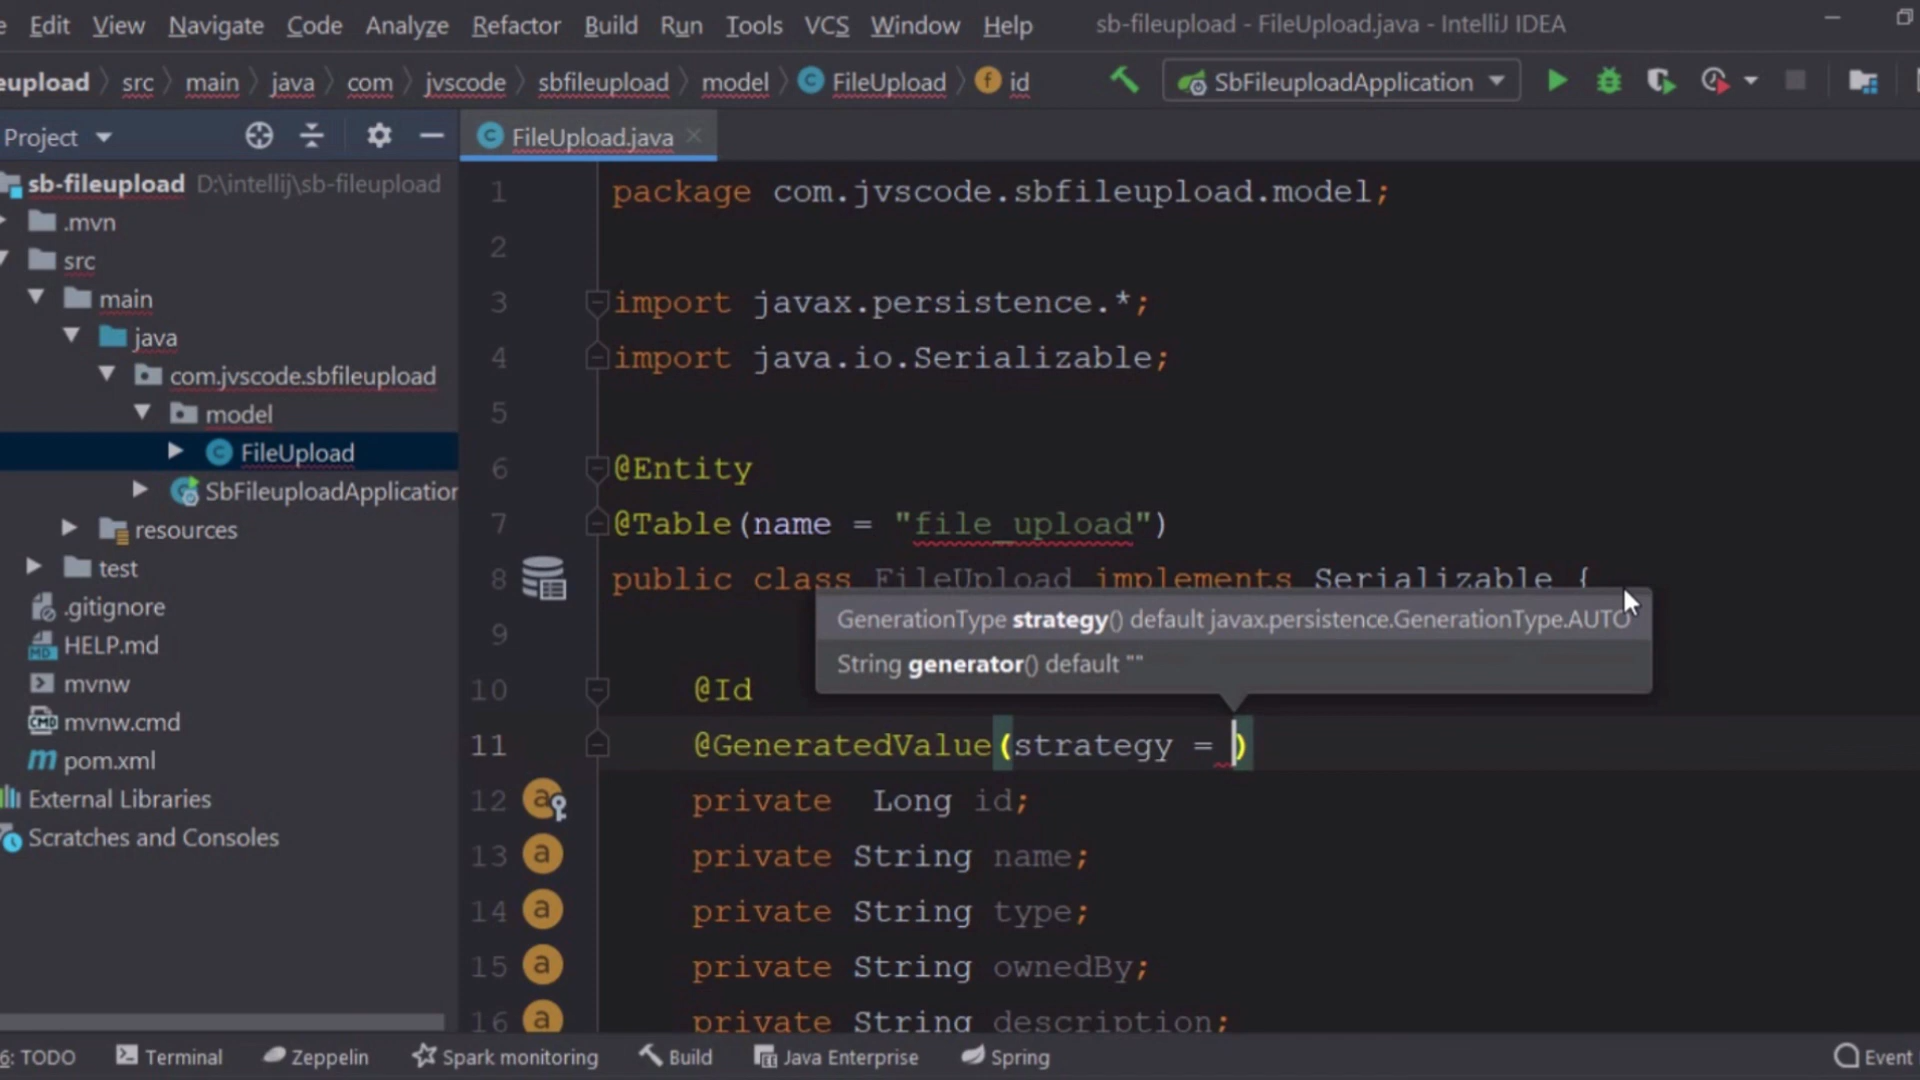 Edit View Navigate Code Analyze Refactor Build Run Tools VCS Window Help sb-fileupload - FileUpload.java - IntelliJ IDEA
eupload src main java com jvscode sbfileupload model FileUpload id SbFileuploadApplication
Project
FileUpload.java
sb-fileupload D:\intellij\sb-fileupload
.mvn
src
main
java
com.jvscode.sbfileupload
model
FileUpload
SbFileuploadApplication
resources
test
.gitignore
HELP.md
mvnw
mvnw.cmd
pom.xml
External Libraries
Scratches and Consoles
1 package com.jvscode.sbfileupload.model;
2
3 import javax.persistence.*;
4 import java.io.Serializable;
5
6 @Entity
7 @Table(name = "file_upload")
8 public class FileUpload implements Serializable {
GenerationType strategy() default javax.persistence.GenerationType.AUTO
9
String generator() default ""
10 @Id
11 @GeneratedValue(strategy = )
12 private Long id;
13 private String name;
14 private String type;
15 private String ownedBy;
16 private String description;
6: TODO Terminal Zeppelin Spark monitoring Build Java Enterprise Spring Event